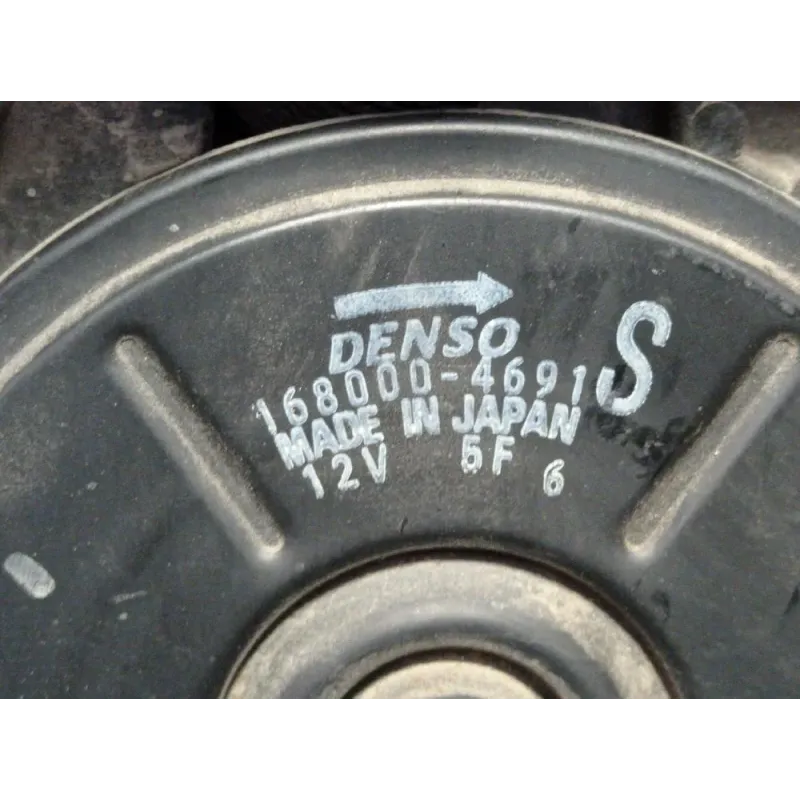 DENSO
168000-4691 S
MADE IN JAPAN
12V 5F 6